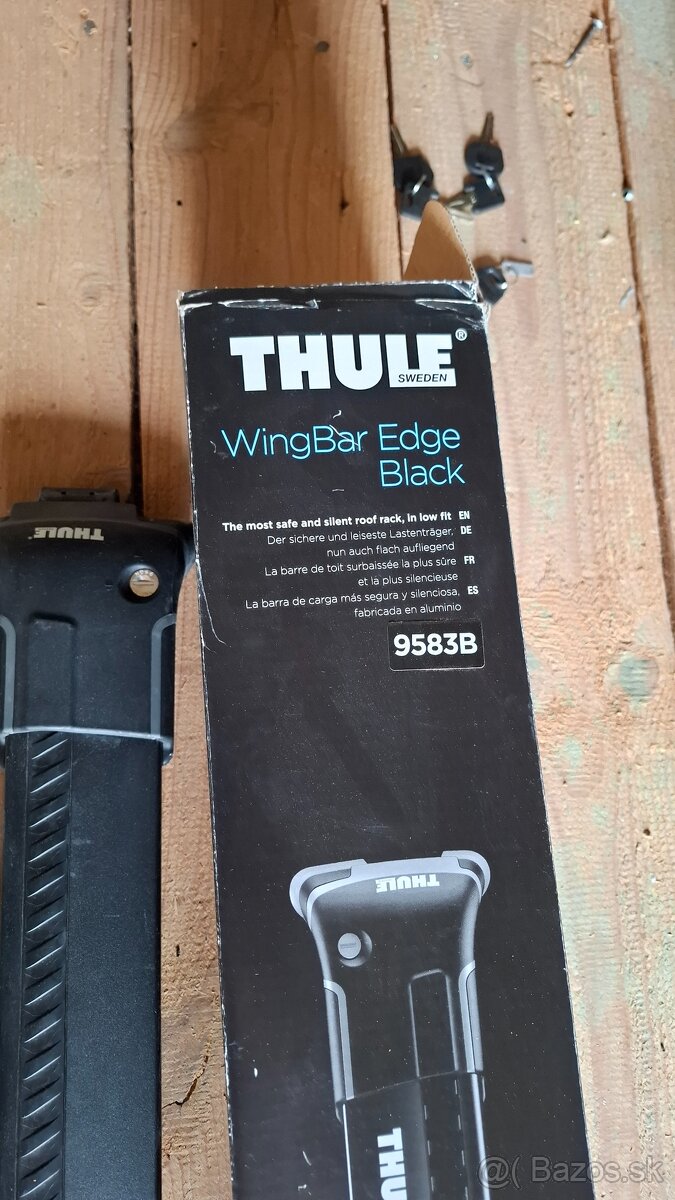 THULE®
SWEDEN
WingBar Edge
Black
The most safe and silent roof rack, in low fit EN
Der sichere und leiseste Lastenträger, DE
nun auch flach aufliegend
La barre de toit surbaissée la plus sûre FR
et la plus silencieuse
La barra de carga más segura y silenciosa, ES
fabricada en aluminio
9583B
THULE
THULE
THU
@( Bazos.sk